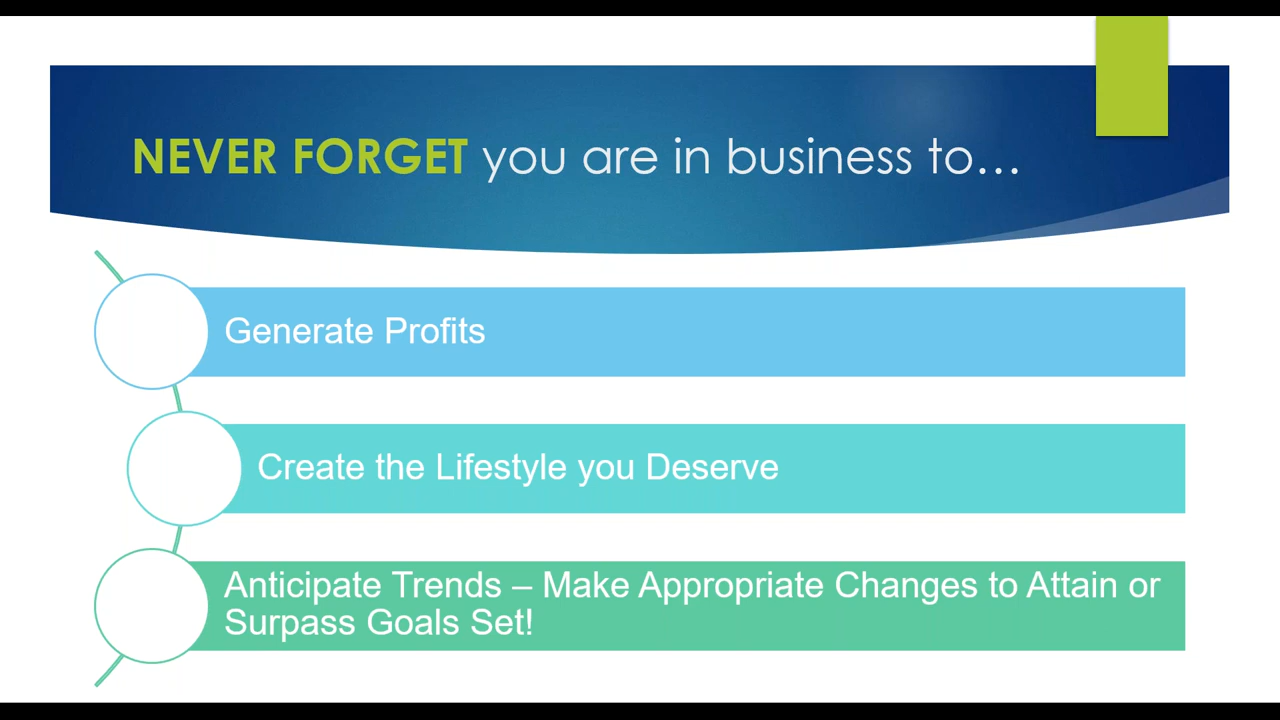 NEVER FORGET you are in business to…
Generate Profits
Create the Lifestyle you Deserve
Anticipate Trends – Make Appropriate Changes to Attain or
Surpass Goals Set!